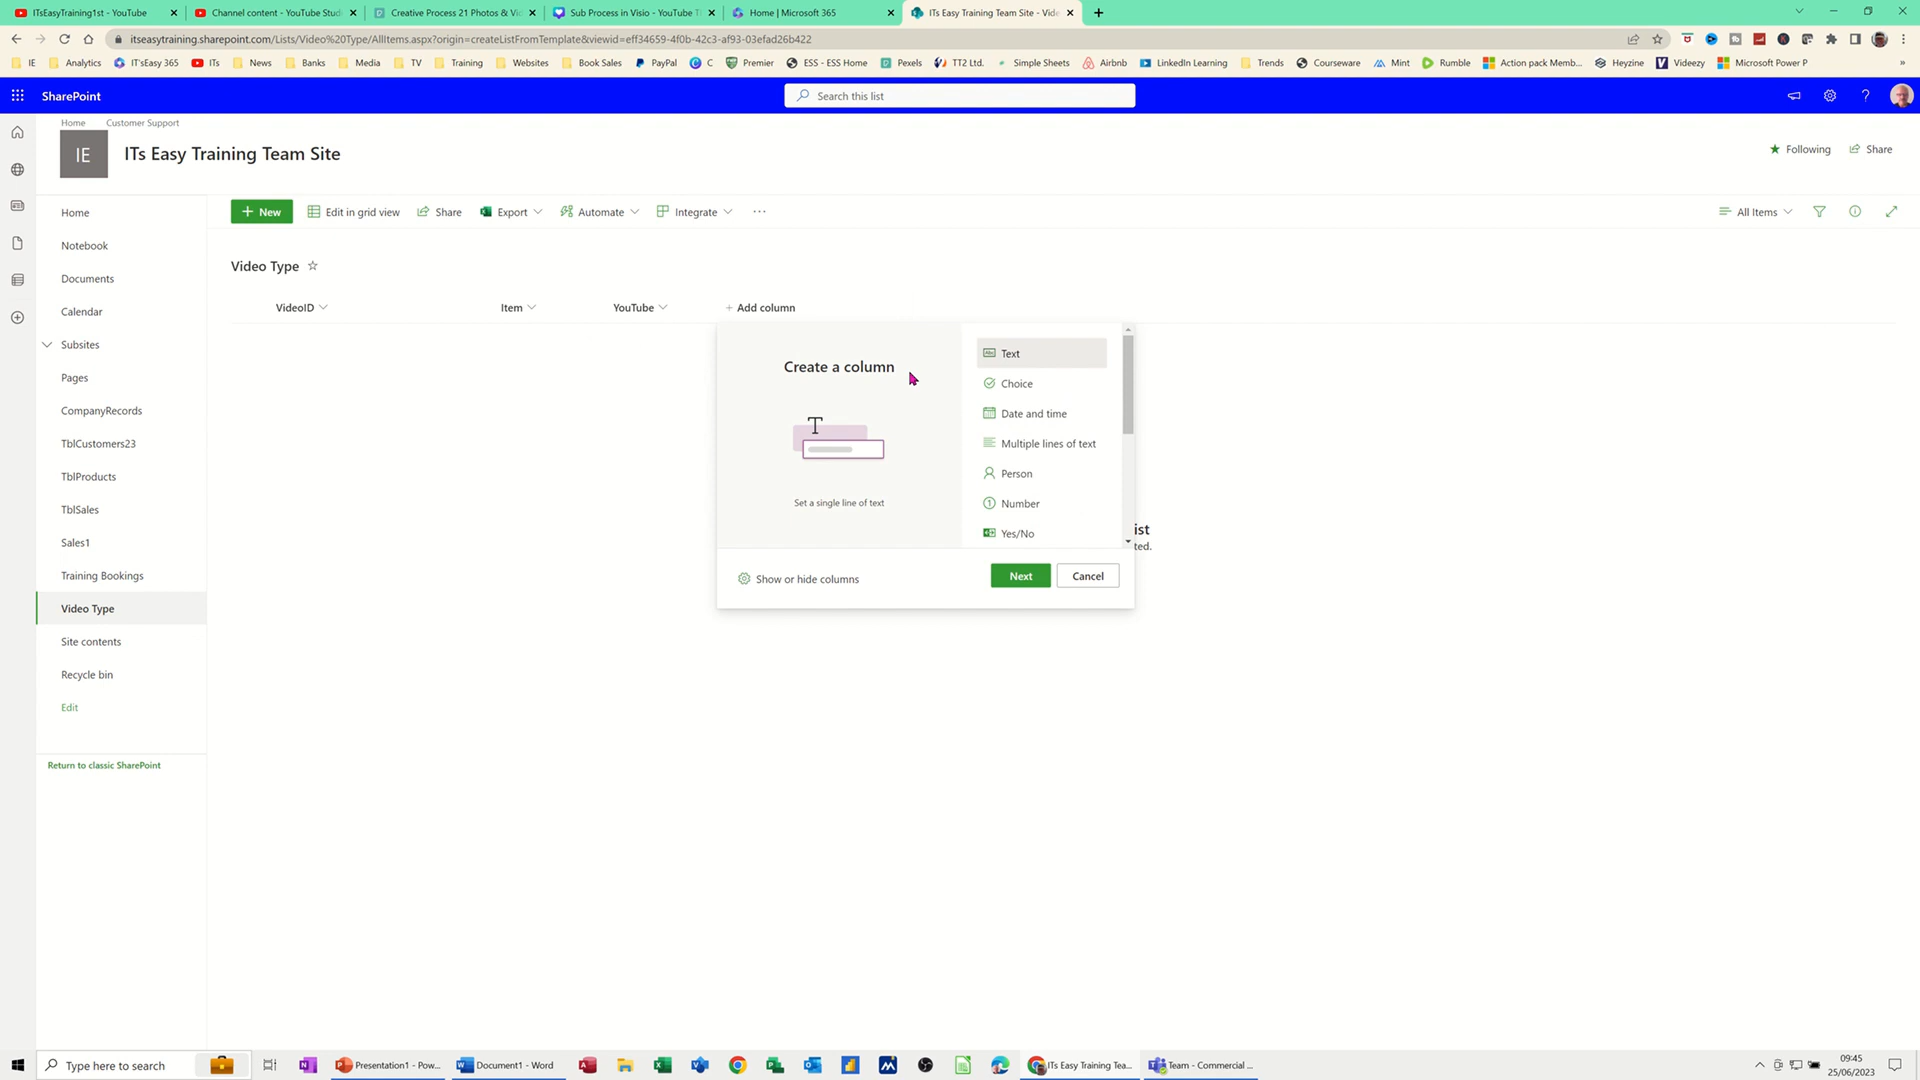 ITsEasyTraining1st - YouTube
Channel content - YouTube Stud
Creative Process 21 Photos & Vi
Sub Process in Visio - YouTube T
Home | Microsoft 365
ITs Easy Training Team Site - Vide
itseasytraining.sharepoint.com/Lists/Video%20Type/AllItems.aspx?origin=createListFromTemplate&viewid=eff34659-4f0b-42c3-af93-03efad26b422
IE Analytics IT'sEasy 365 ITs News Banks Media TV Training Websites Book Sales PayPal C Premier ESS - ESS Home Pexels TT2 Ltd. Simple Sheets Airbnb LinkedIn Learning Trends Courseware Mint Rumble Action pack Memb... Heyzine Videezy Microsoft Power P »
SharePoint
Search this list
Home Customer Support
IE
ITs Easy Training Team Site
Following Share
Home
Notebook
Documents
Calendar
Subsites
Pages
CompanyRecords
TblCustomers23
TblProducts
TblSales
Sales1
Training Bookings
Video Type
Site contents
Recycle bin
Edit
Return to classic SharePoint
+ New Edit in grid view Share Export Automate Integrate ... All Items
Video Type
VideoID Item YouTube + Add column
Create a column
Set a single line of text
Text
Choice
Date and time
Multiple lines of text
Person
Number
Yes/No
ist
ted.
Show or hide columns
Next Cancel
Type here to search
Presentation1 - Pow...
Document1 - Word
ITs Easy Training Tea...
Team - Commercial ...
09:45
25/06/2023